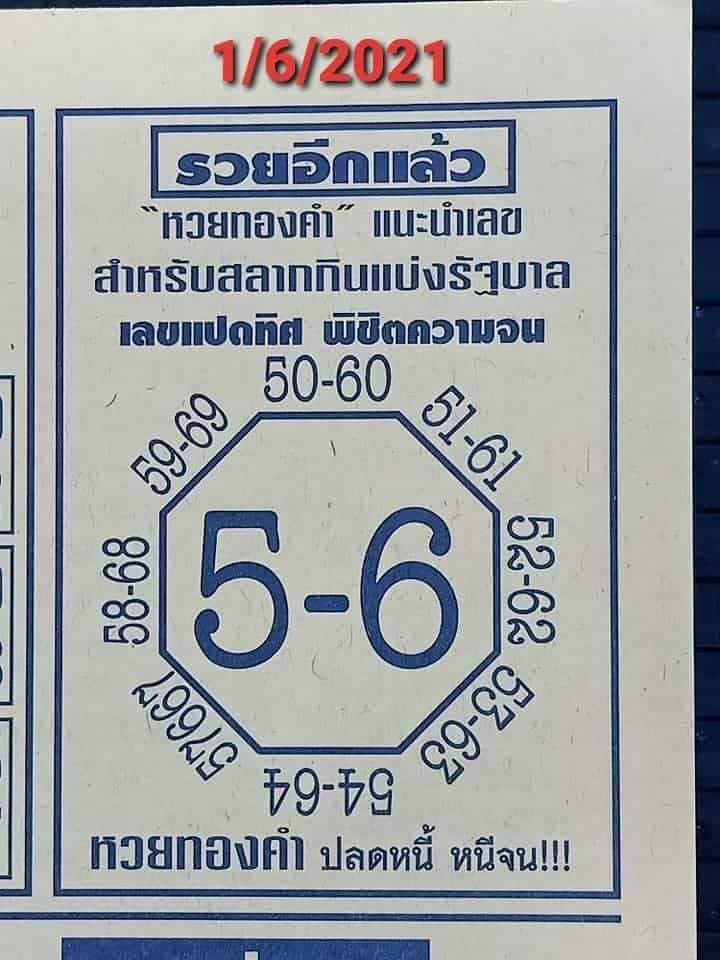 1/6/2021
รวยอีกแล้ว
"หวยทองคำ" แนะนำเลข
สำหรับสลากกินแบ่งรัฐบาล
เลขแปดทิศ พิชิตความจน
50-60
59-69
51-61
5-6
58-68
52-62
57667
53-63
54-64
หวยทองคำ ปลดหนี้ หนีจน!!!